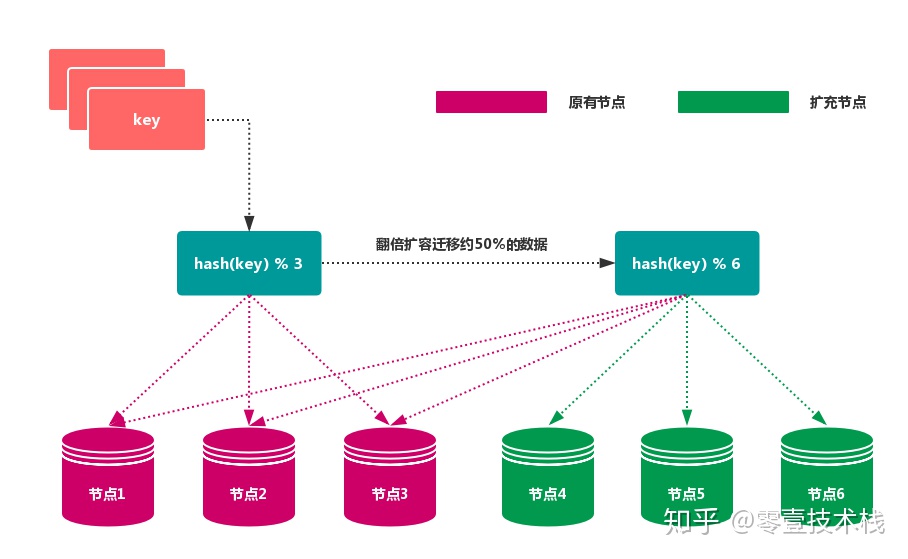 原有节点
扩充节点
key
翻倍扩容迁移约50%的数据
hash(key) % 3
hash(key) % 6
节点1
节点2
节点3
节点4
节点5
节点6
知乎 @零壹技术栈